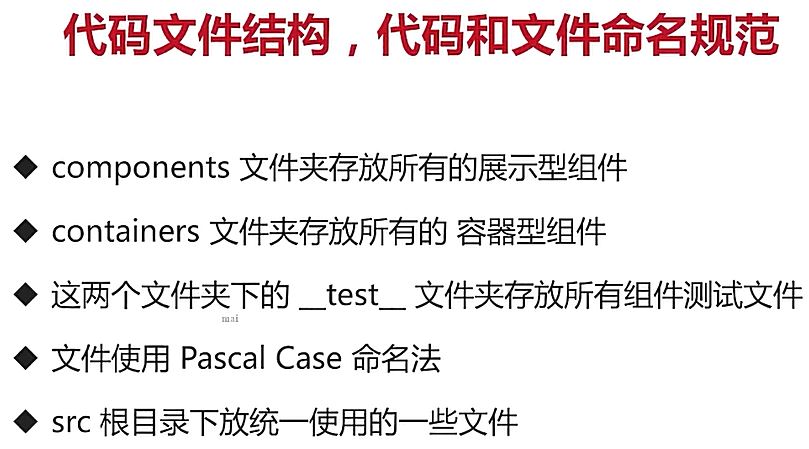 代码文件结构，代码和文件命名规范
◆ components 文件夹存放所有的展示型组件
◆ containers 文件夹存放所有的 容器型组件
◆ 这两个文件夹下的 __test__ 文件夹存放所有组件测试文件
mai
◆ 文件使用 Pascal Case 命名法
◆ src 根目录下放统一使用的一些文件